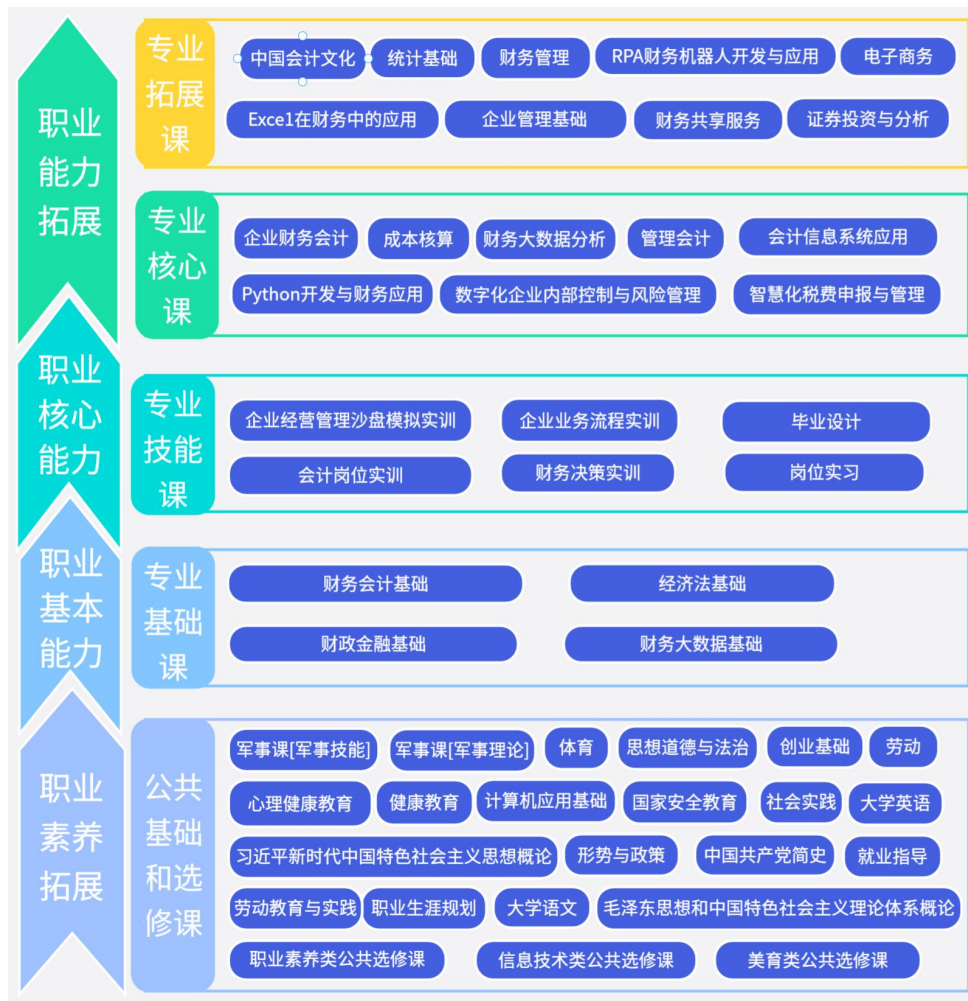 职业
能力
拓展
专业
拓展
课
中国会计文化
统计基础
财务管理
RPA财务机器人开发与应用
电子商务
Exce1在财务中的应用
企业管理基础
财务共享服务
证券投资与分析
专业
核心
课
企业财务会计
成本核算
财务大数据分析
管理会计
会计信息系统应用
Python开发与财务应用
数字化企业内部控制与风险管理
智慧化税费申报与管理
职业
核心
能力
专业
技能
课
企业经营管理沙盘模拟实训
企业业务流程实训
毕业设计
会计岗位实训
财务决策实训
岗位实习
职业
基本
能力
专业
基础
课
财务会计基础
经济法基础
财政金融基础
财务大数据基础
职业
素养
拓展
公共
基础
和选
修课
军事课[军事技能]
军事课[军事理论]
体育
思想道德与法治
创业基础
劳动
心理健康教育
健康教育
计算机应用基础
国家安全教育
社会实践
大学英语
习近平新时代中国特色社会主义思想概论
形势与政策
中国共产党简史
就业指导
劳动教育与实践
职业生涯规划
大学语文
毛泽东思想和中国特色社会主义理论体系概论
职业素养类公共选修课
信息技术类公共选修课
美育类公共选修课